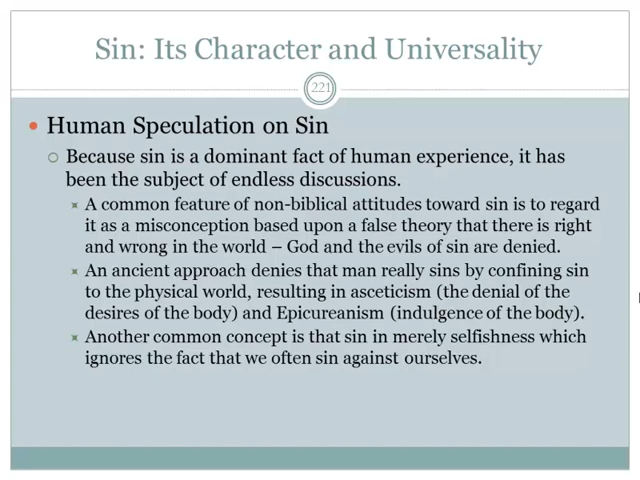 Sin: Its Character and Universality
221
Human Speculation on Sin
Because sin is a dominant fact of human experience, it has
been the subject of endless discussions.
A common feature of non-biblical attitudes toward sin is to regard
it as a misconception based upon a false theory that there is right
and wrong in the world – God and the evils of sin are denied.
An ancient approach denies that man really sins by confining sin
to the physical world, resulting in asceticism (the denial of the
desires of the body) and Epicureanism (indulgence of the body).
Another common concept is that sin in merely selfishness which
ignores the fact that we often sin against ourselves.